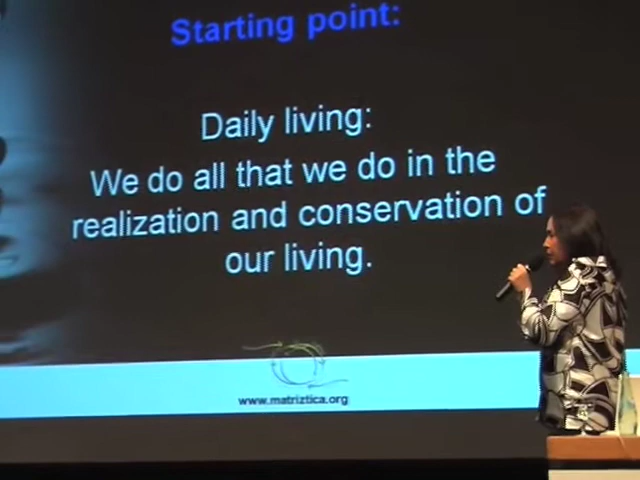 Starting point:
Daily living:
We do all that we do in the
realization and conservation of
our living.
www.matriztica.org